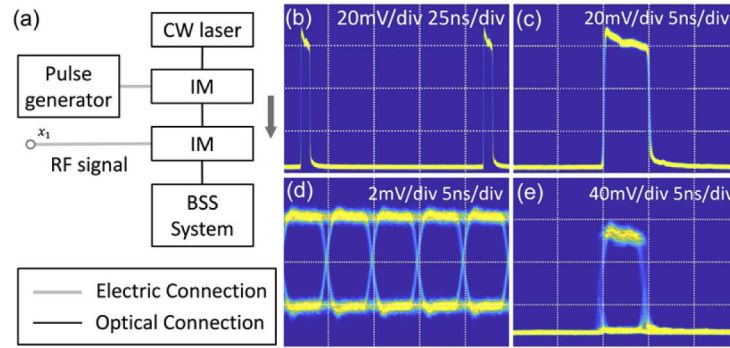 (a)
CW laser
Pulse
generator
IM
x₁
RF signal
IM
BSS
System
Electric Connection
Optical Connection
(b) 20mV/div 25ns/div
(c) 20mV/div 5ns/div
(d) 2mV/div 5ns/div
(e) 40mV/div 5ns/div